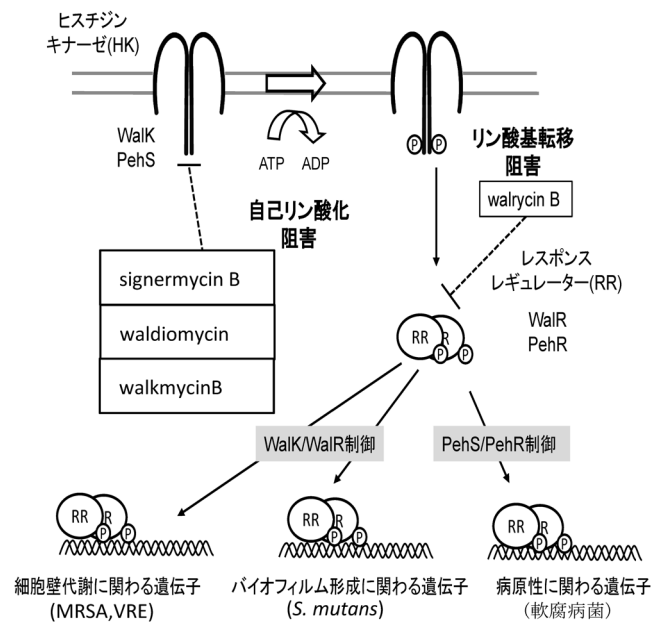 ヒスチジン
キナーゼ(HK)
WalK
PehS
ATP
ADP
P
P
リン酸基転移
阻害
walrycin B
自己リン酸化
阻害
signermycin B
waldiomycin
walkmycinB
レスポンス
レギュレーター(RR)
WalR
PehR
RR
R
P
P
WalK/WalR制御
PehS/PehR制御
RR
R
P
P
RR
R
P
P
RR
R
P
P
細胞壁代謝に関わる遺伝子
(MRSA,VRE)
バイオフィルム形成に関わる遺伝子
(S. mutans)
病原性に関わる遺伝子
(軟腐病菌)